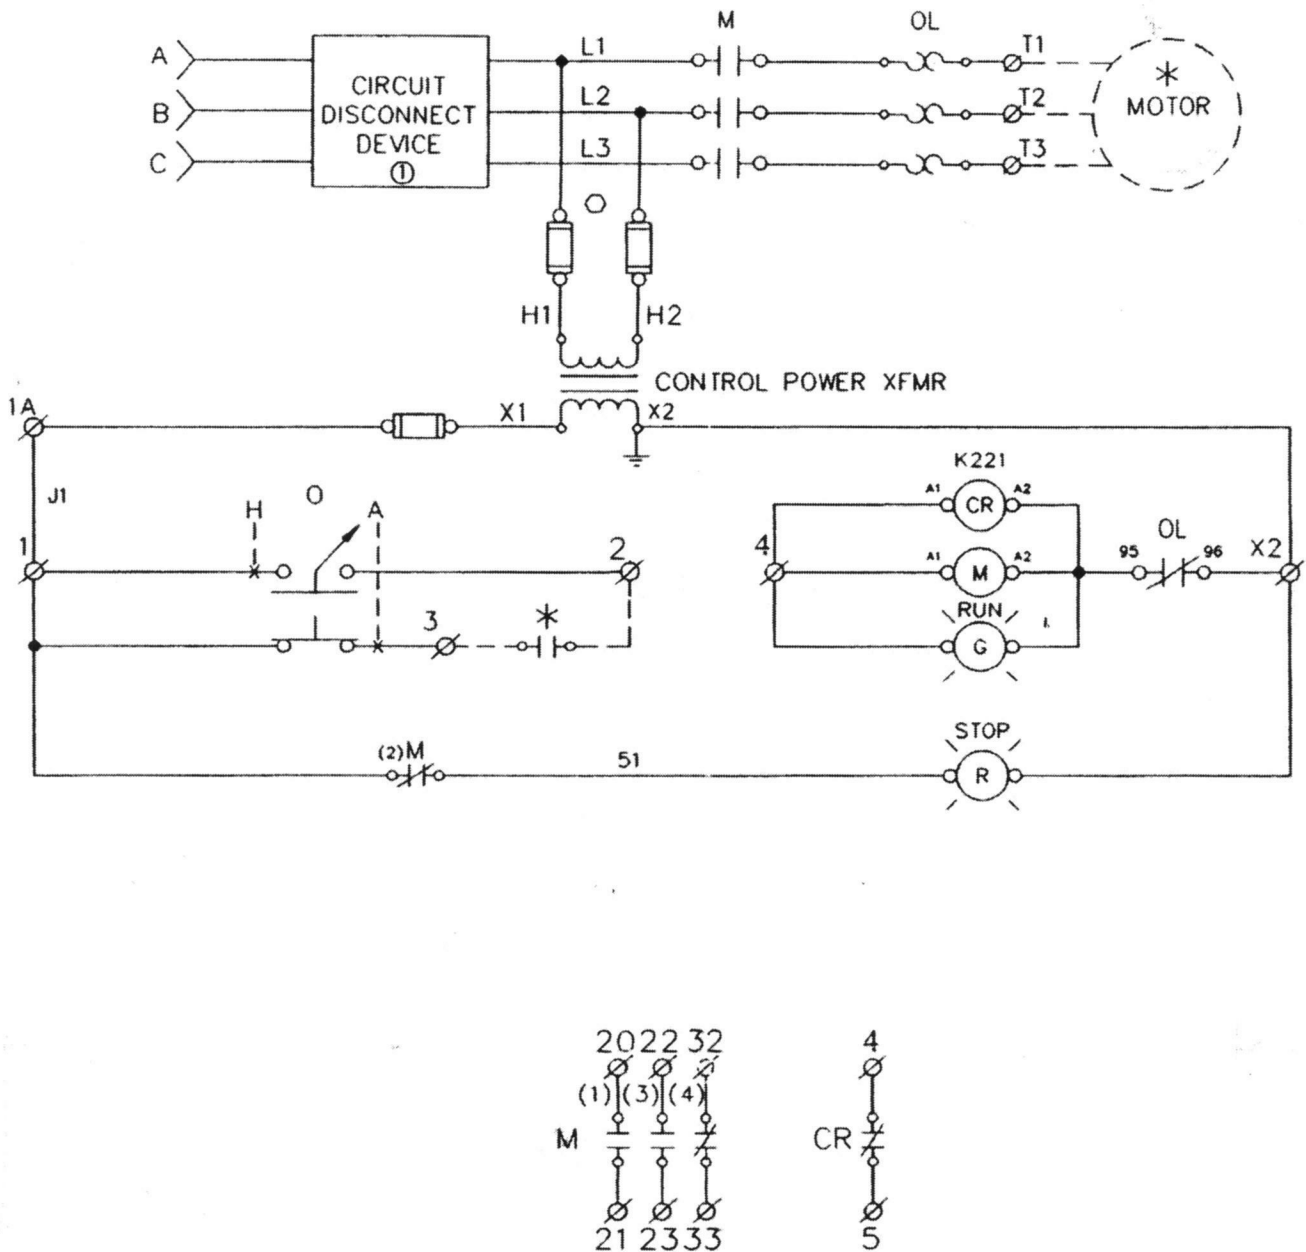 M OL
A L1 T1
CIRCUIT
DISCONNECT
DEVICE
①
B L2 T2
MOTOR
C L3 T3
H1 H2
CONTROL POWER XFMR
1A X1 X2
K221
A1 CR A2
J1
H O A
OL
1 2 4 A1 M A2 95 96 X2
RUN
3 G
STOP
(2)M 51
R
20 22 32 4
(1) (3) (4)
M CR
21 23 33 5